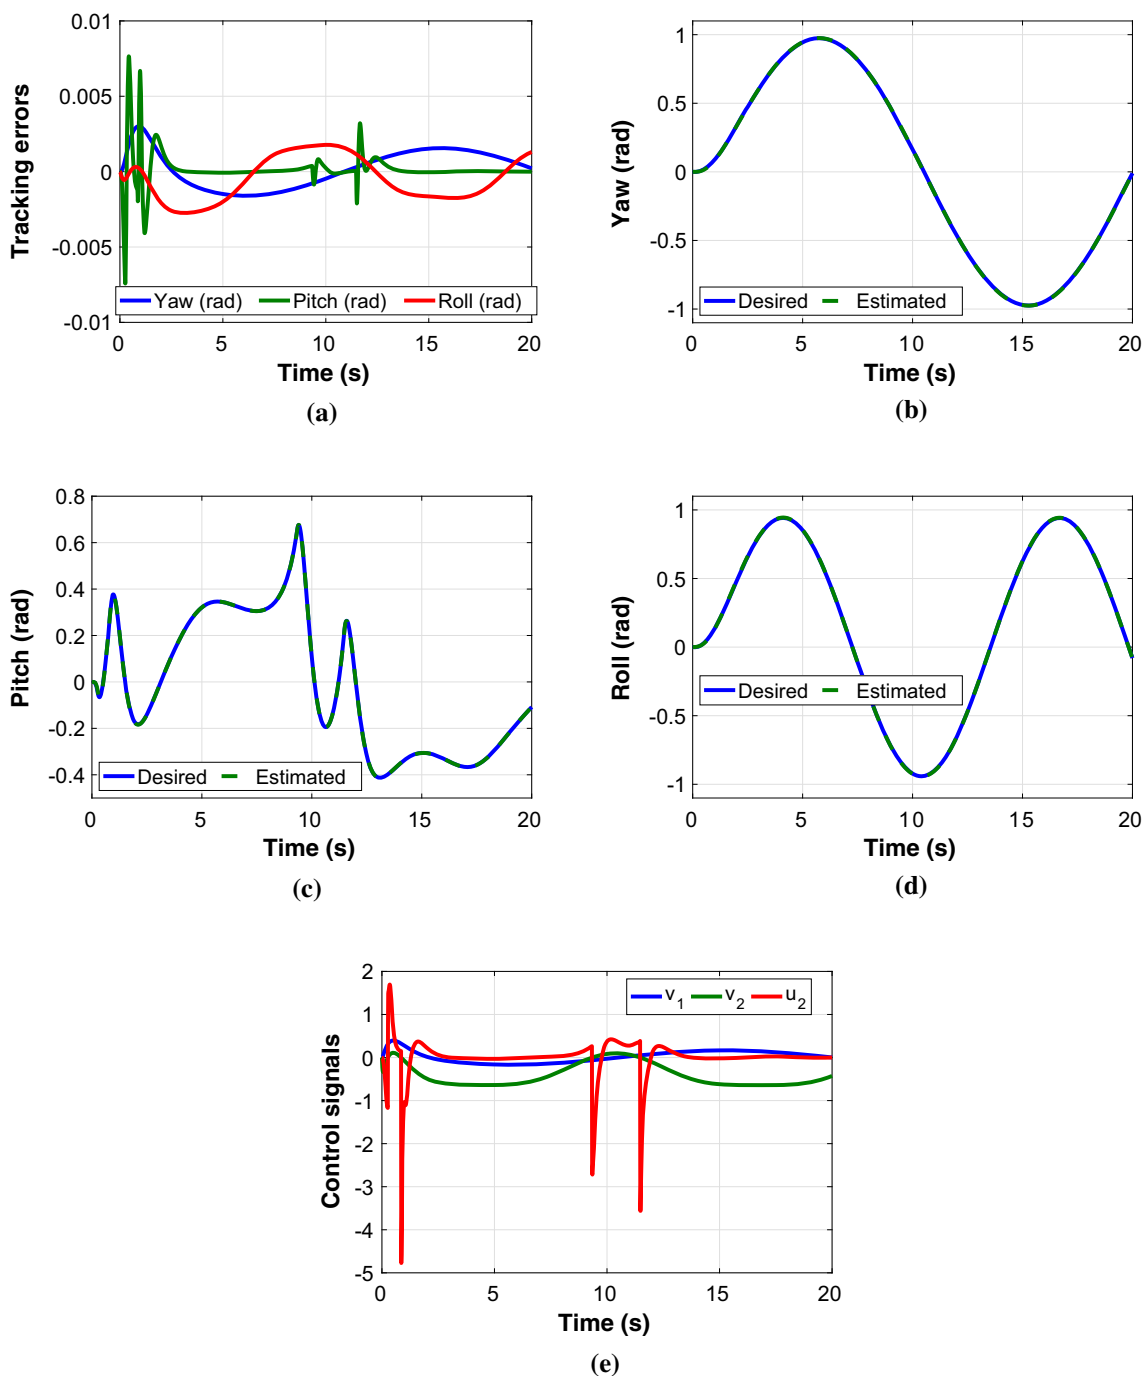 0.01
0.005
0
-0.005
-0.01
Tracking errors
Yaw (rad) Pitch (rad) Roll (rad)
0 5 10 15 20
Time (s)
(a)
1
0.5
0
-0.5
-1
Yaw (rad)
Desired Estimated
0 5 10 15 20
Time (s)
(b)
0.8
0.6
0.4
0.2
0
-0.2
-0.4
Pitch (rad)
Desired Estimated
0 5 10 15 20
Time (s)
(c)
1
0.5
0
-0.5
-1
Roll (rad)
Desired Estimated
0 5 10 15 20
Time (s)
(d)
2
1
0
-1
-2
-3
-4
-5
Control signals
v_1 v_2 u_2
0 5 10 15 20
Time (s)
(e)